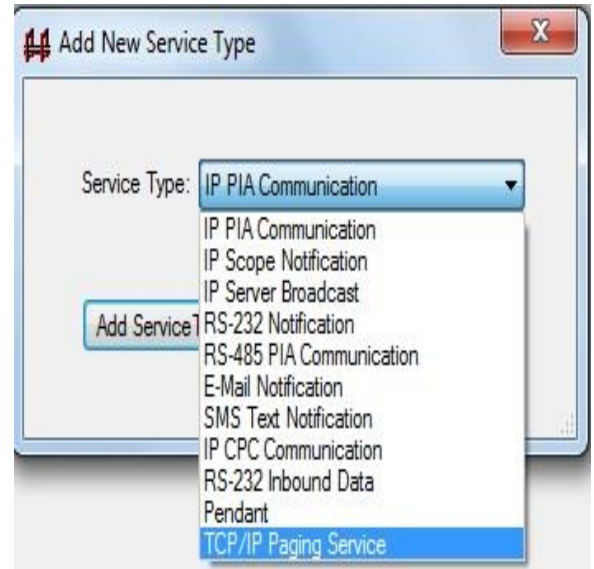 Add New Service Type
X
Service Type: IP PIA Communication
IP PIA Communication
IP Scope Notification
IP Server Broadcast
RS-232 Notification
Add ServiceT
RS-485 PIA Communication
E-Mail Notification
SMS Text Notification
IP CPC Communication
RS-232 Inbound Data
Pendant
TCP/IP Paging Service